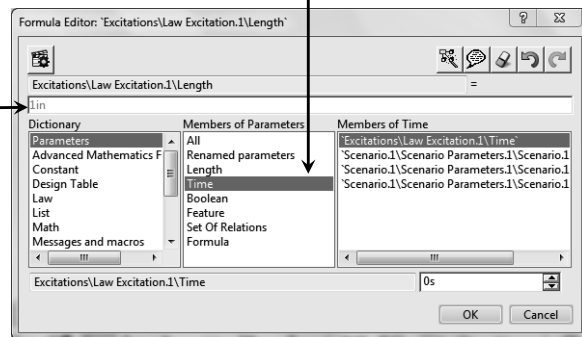 Formula Editor: `Excitations\Law Excitation.1\Length`
Excitations\Law Excitation.1\Length =
1in
Dictionary Members of Parameters Members of Time
Parameters All `Excitations\Law Excitation.1\Time`
Advanced Mathematics F Renamed parameters `Scenario.1\Scenario Parameters.1\Scenario.1
Constant Length `Scenario.1\Scenario Parameters.1\Scenario.1
Design Table Time `Scenario.1\Scenario Parameters.1\Scenario.1
Law Boolean
List Feature
Math Set Of Relations
Messages and macros Formula
Excitations\Law Excitation.1\Time 0s
OK Cancel